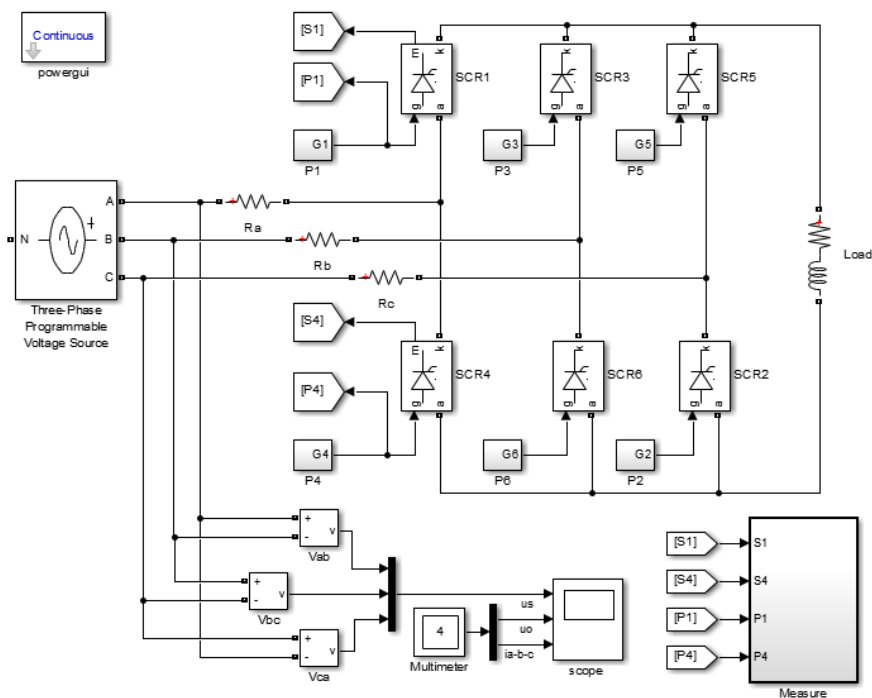 Continuous
powergui
[S1]
[P1]
G1
P1
m
k
g
a
SCR1
G3
P3
k
g
a
SCR3
G5
P5
k
g
a
SCR5
N
A
B
C
+
Three-Phase
Programmable
Voltage Source
+
Ra
+
Rb
+
Rc
+
Load
[S4]
[P4]
G4
P4
m
k
g
a
SCR4
G6
P6
k
g
a
SCR6
G2
P2
k
g
a
SCR2
+
-
v
Vab
+
-
v
Vbc
+
-
v
Vca
4
Multimeter
us
uo
ia-b-c
scope
[S1]
[S4]
[P1]
[P4]
S1
S4
P1
P4
Measure